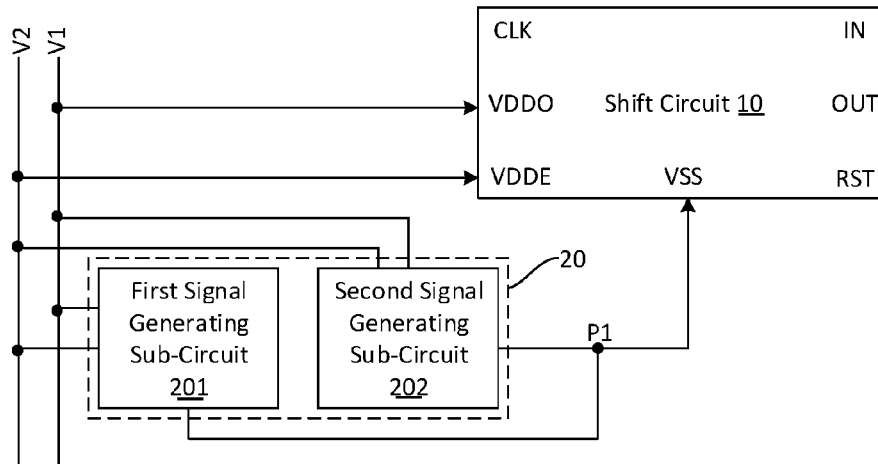 V2
V1
CLK
IN
VDDO
Shift Circuit 10
OUT
VDDE
VSS
RST
20
First Signal
Generating
Sub-Circuit
201
Second Signal
Generating
Sub-Circuit
202
P1